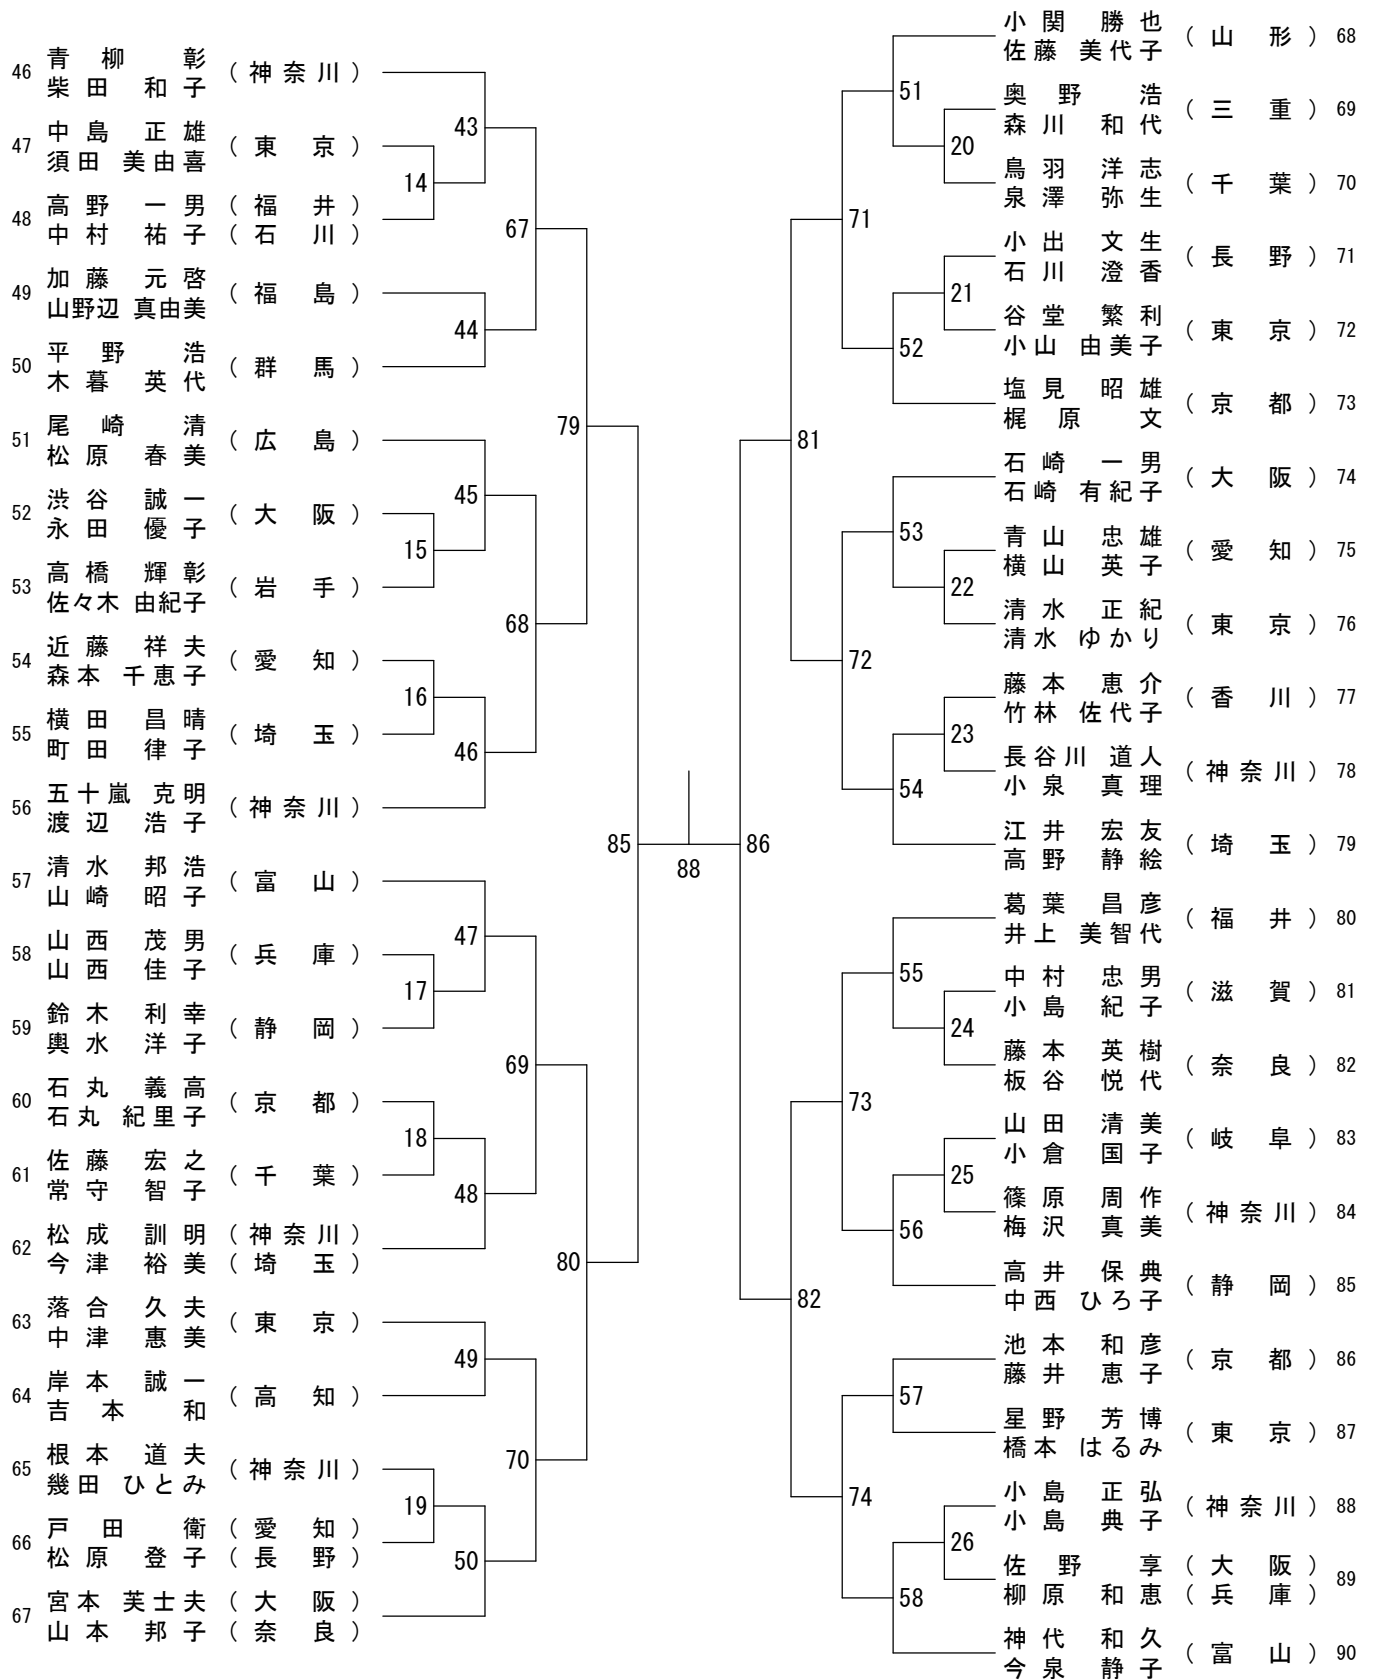 46 青柳 彰 (神奈川)
柴田 和子
47 中島 正雄 (東京)
須田 美由喜
48 高野 一男 (福井)
中村 祐子 (石川)
49 加藤 元啓 (福島)
山野辺 真由美
50 平野 浩 (群馬)
木暮 英代
51 尾崎 清 (広島)
松原 春美
52 渋谷 誠一 (大阪)
永田 優子
53 高橋 輝彰 (岩手)
佐々木 由紀子
54 近藤 祥夫 (愛知)
森本 千恵子
55 横田 昌晴 (埼玉)
町田 律子
56 五十嵐 克明 (神奈川)
渡辺 浩子
57 清水 邦浩 (富山)
山崎 昭子
58 山西 茂男 (兵庫)
山西 佳子
59 鈴木 利幸 (静岡)
輿水 洋子
60 石丸 義高 (京都)
石丸 紀里子
61 佐藤 宏之 (千葉)
常守 智子
62 松成 訓明 (神奈川)
今津 裕美 (埼玉)
63 落合 久夫 (東京)
中津 惠美
64 岸本 誠一 (高知)
吉本 和
65 根本 道夫 (神奈川)
幾田 ひとみ
66 戸田 衛 (愛知)
松原 登子 (長野)
67 宮本 芙士夫 (大阪)
山本 邦子 (奈良)
43
14
67
44
79
45
15
68
16
46
85
47
17
69
18
48
80
49
70
19
50
88
86
51
20
71
21
52
81
53
22
72
23
54
55
24
73
25
56
82
57
74
26
58
小関 勝也 (山形) 68
佐藤 美代子
奥野 浩 (三重) 69
森川 和代
鳥羽 洋志 (千葉) 70
泉澤 弥生
小出 文生 (長野) 71
石川 澄香
谷堂 繁利 (東京) 72
小山 由美子
塩見 昭雄 (京都) 73
梶原 文
石崎 一男 (大阪) 74
石崎 有紀子
青山 忠雄 (愛知) 75
横山 英子
清水 正紀 (東京) 76
清水 ゆかり
藤本 恵介 (香川) 77
竹林 佐代子
長谷川 道人 (神奈川) 78
小泉 真理
江井 宏友 (埼玉) 79
高野 静絵
葛葉 昌彦 (福井) 80
井上 美智代
中村 忠男 (滋賀) 81
小島 紀子
藤本 英樹 (奈良) 82
板谷 悦代
山田 清美 (岐阜) 83
小倉 国子
篠原 周作 (神奈川) 84
梅沢 真美
高井 保典 (静岡) 85
中西 ひろ子
池本 和彦 (京都) 86
藤井 恵子
星野 芳博 (東京) 87
橋本 はるみ
小島 正弘 (神奈川) 88
小島 典子
佐野 享 (大阪) 89
柳原 和恵 (兵庫)
神代 和久 (富山) 90
今泉 静子